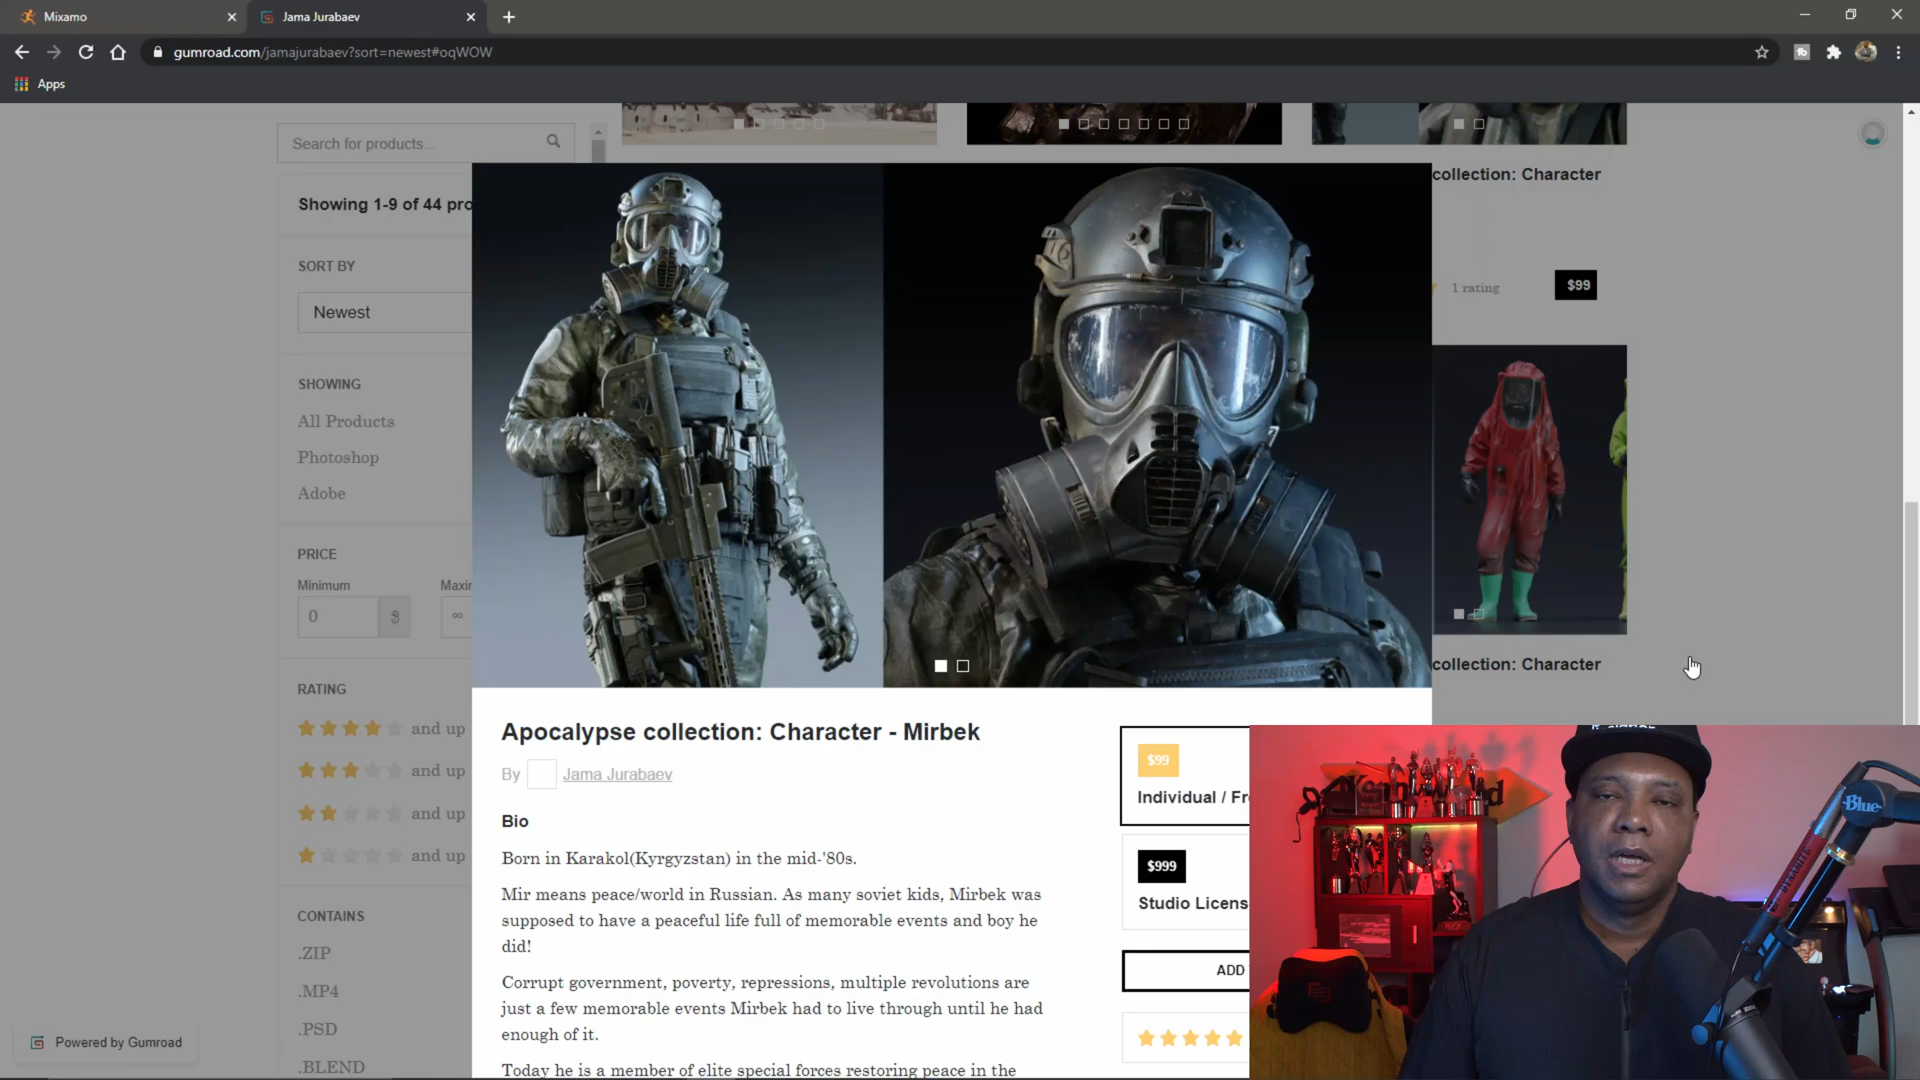 Mixamo
Jama Jurabaev
gumroad.com/jamajurabaev?sort=newest#oqWOW
Apps
Search for products...
Showing 1-9 of 44 pro
collection: Character
SORT BY
Newest
1 rating
$99
SHOWING
All Products
Photoshop
Adobe
PRICE
Minimum
0
$
∞
collection: Character
RATING
and up
and up
and up
and up
CONTAINS
.ZIP
.MP4
.PSD
.BLEND
Powered by Gumroad
Apocalypse collection: Character - Mirbek
By Jama Jurabaev
Bio
Born in Karakol(Kyrgyzstan) in the mid-'80s.
Mir means peace/world in Russian. As many soviet kids, Mirbek was
supposed to have a peaceful life full of memorable events and boy he
did!
Corrupt government, poverty, repressions, multiple revolutions are
just a few memorable events Mirbek had to live through until he had
enough of it.
Today he is a member of elite special forces restoring peace in the
$99
Individual / Fr
$999
Studio Licens
ADD
Blue